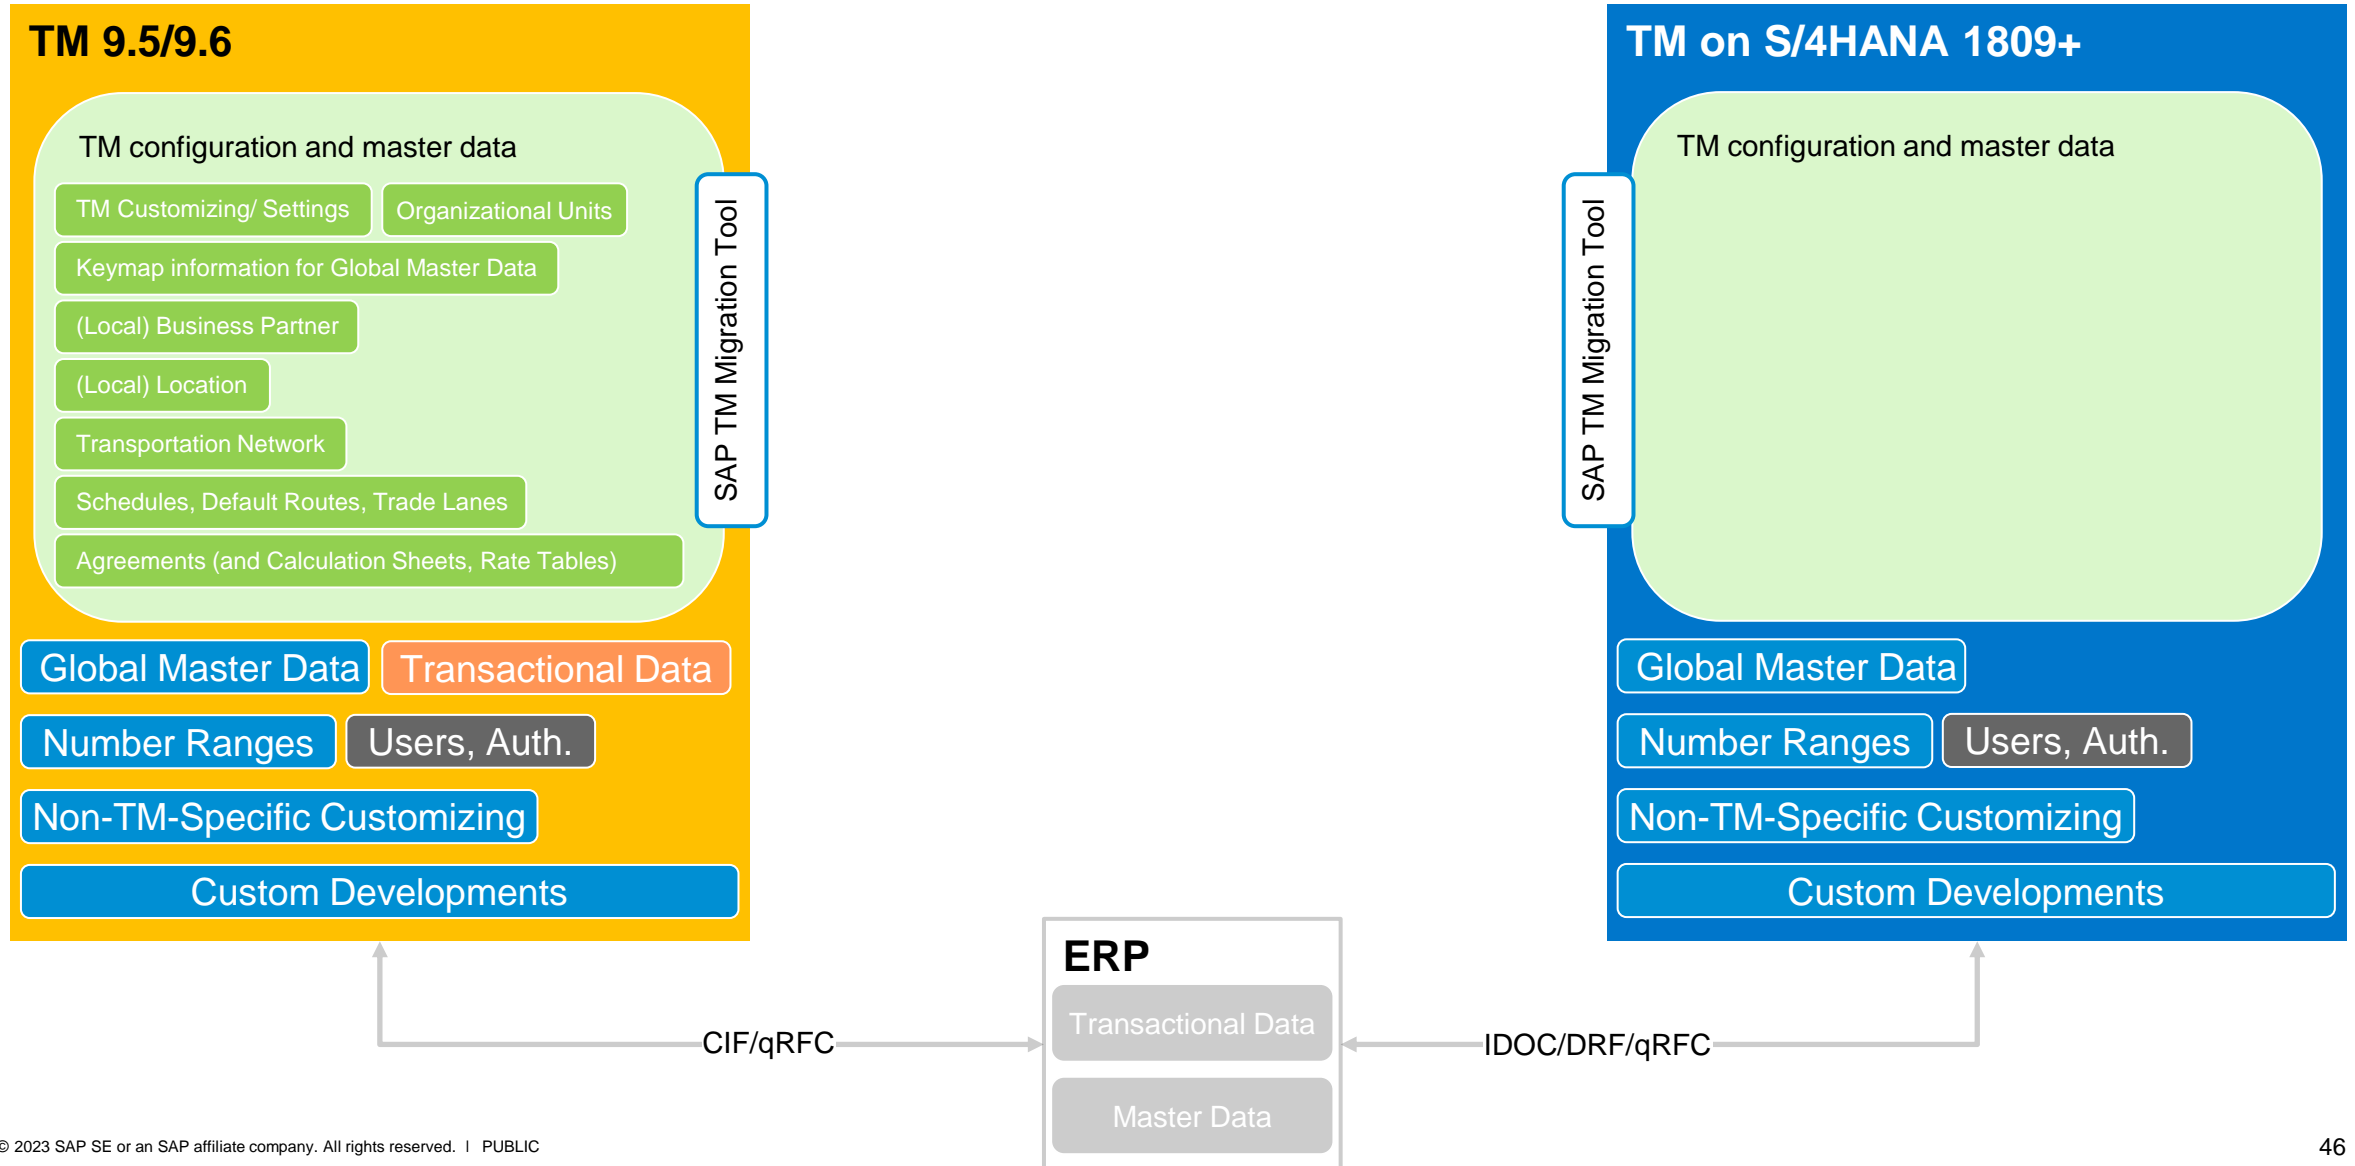 TM 9.5/9.6
TM configuration and master data
TM Customizing/ Settings
Organizational Units
Keymap information for Global Master Data
(Local) Business Partner
(Local) Location
Transportation Network
Schedules, Default Routes, Trade Lanes
Agreements (and Calculation Sheets, Rate Tables)
SAP TM Migration Tool
Global Master Data
Transactional Data
Number Ranges
Users, Auth.
Non-TM-Specific Customizing
Custom Developments
TM on S/4HANA 1809+
TM configuration and master data
SAP TM Migration Tool
Global Master Data
Number Ranges
Users, Auth.
Non-TM-Specific Customizing
Custom Developments
CIF/qRFC
ERP
Transactional Data
Master Data
IDOC/DRF/qRFC
© 2023 SAP SE or an SAP affiliate company. All rights reserved. | PUBLIC
46